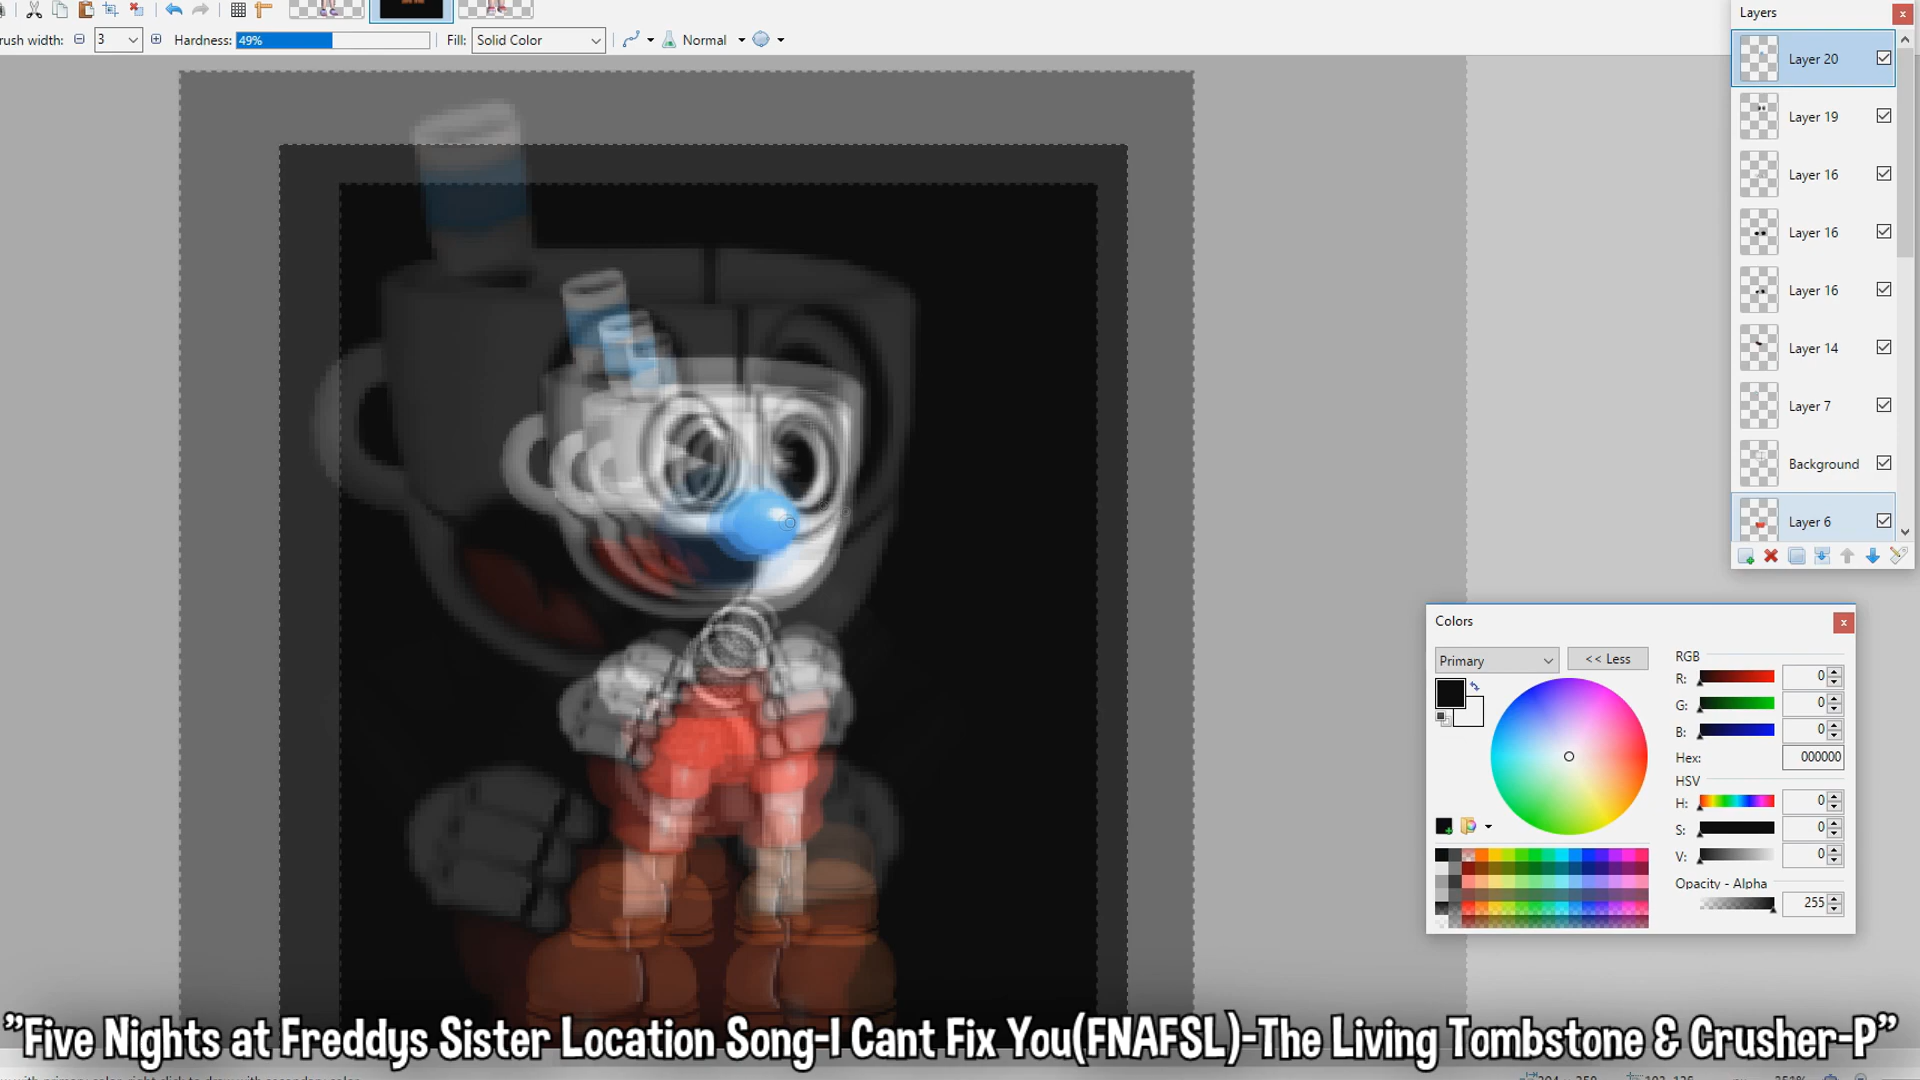 Layers
rush width:
3
Hardness:
49%
Fill:
Solid Color
Normal
Layer 20
Layer 19
Layer 16
Layer 16
Layer 16
Layer 14
Layer 7
Background
Layer 6
Colors
Primary
<< Less
RGB
R:
0
G:
0
B:
0
Hex:
000000
HSV
H:
0
S:
0
V:
0
Opacity - Alpha
255
"Five Nights at Freddys Sister Location Song-I Cant Fix You(FNAFSL)-The Living Tombstone & Crusher-P"